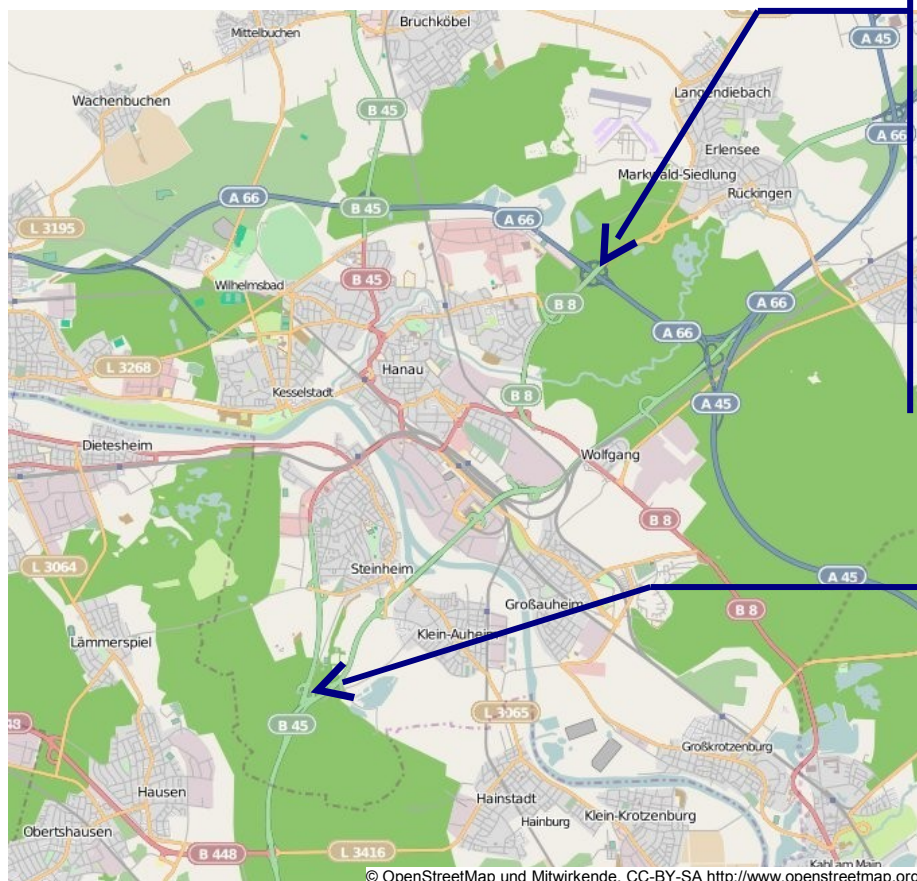 Bruchköbel
Mittelbuchen
A 45
A 45
Langendiebach
Wachenbuchen
B 45
A 66
Erlensee
Markwald-Siedlung
Rückingen
A 66
B 45
A 66
L 3195
B 45
Wilhelmsbad
B 8
A 66
A 66
L 3268
Hanau
Kesselstadt
B 8
A 45
Dietesheim
Wolfgang
B 8
L 3064
Steinheim
A 45
Großauheim
B 8
Klein-Auheim
Lämmerspiel
L 3065
48
B 45
Großkrotzenburg
Hausen
Hainstadt
Hainburg
Klein-Krotzenburg
Obertshausen
B 448
L 3416
Kahl am Main
© OpenStreetMap und Mitwirkende, CC-BY-SA http://www.openstreetmap.org